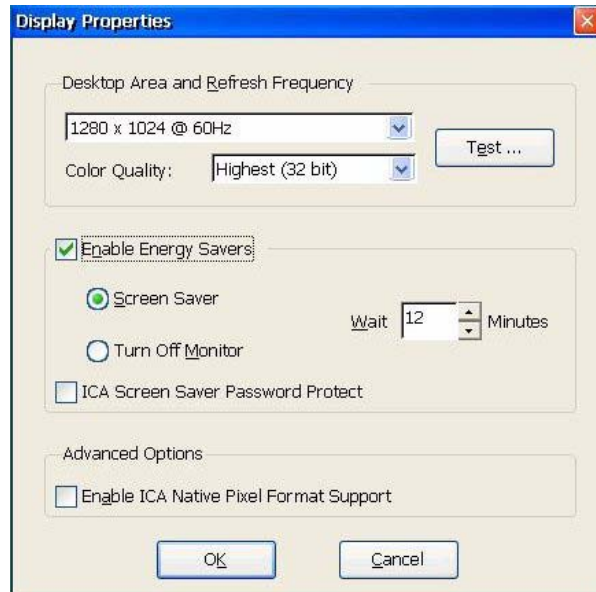 Display Properties
Desktop Area and Refresh Frequency
1280 x 1024 @ 60Hz
Test ...
Color Quality: Highest (32 bit)
Enable Energy Savers
Screen Saver
Wait 12 Minutes
Turn Off Monitor
ICA Screen Saver Password Protect
Advanced Options
Enable ICA Native Pixel Format Support
OK Cancel